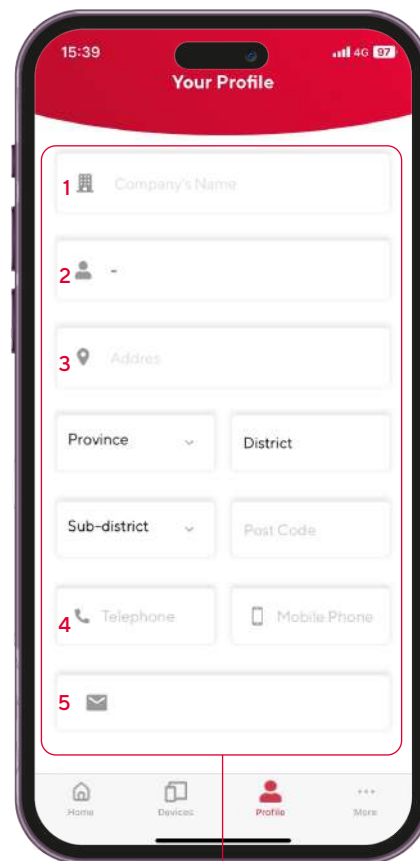 15:39 4G 97
Your Profile
1 Company's Name
2 -
3 Addres
Province District
Sub-district Post Code
4 Telephone Mobile Phone
5
Home Devices Profile More